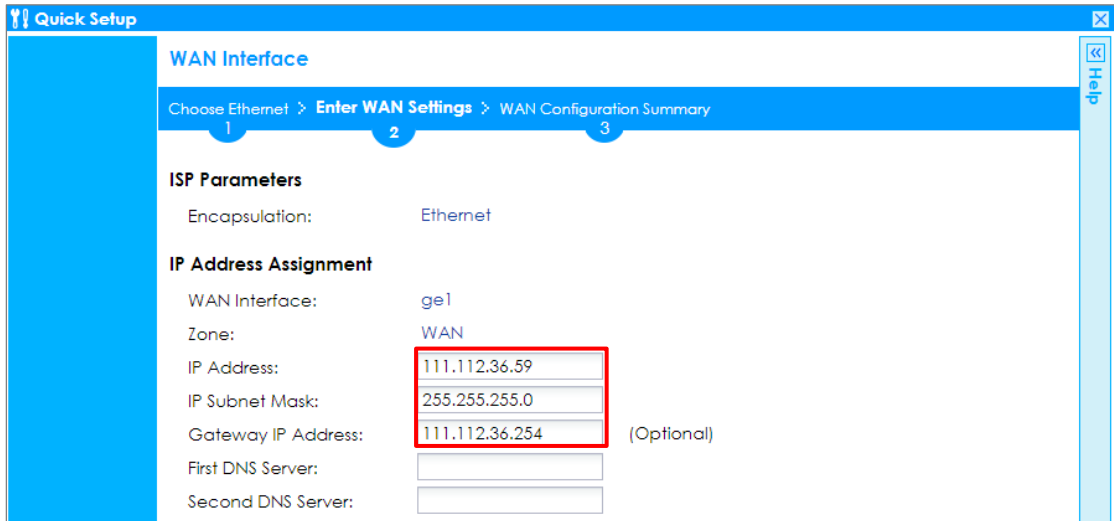 Quick Setup
WAN Interface
Help
Choose Ethernet > Enter WAN Settings > WAN Configuration Summary
1 2 3
ISP Parameters
Encapsulation: Ethernet
IP Address Assignment
WAN Interface: ge1
Zone: WAN
IP Address: 111.112.36.59
IP Subnet Mask: 255.255.255.0
Gateway IP Address: 111.112.36.254 (Optional)
First DNS Server:
Second DNS Server: